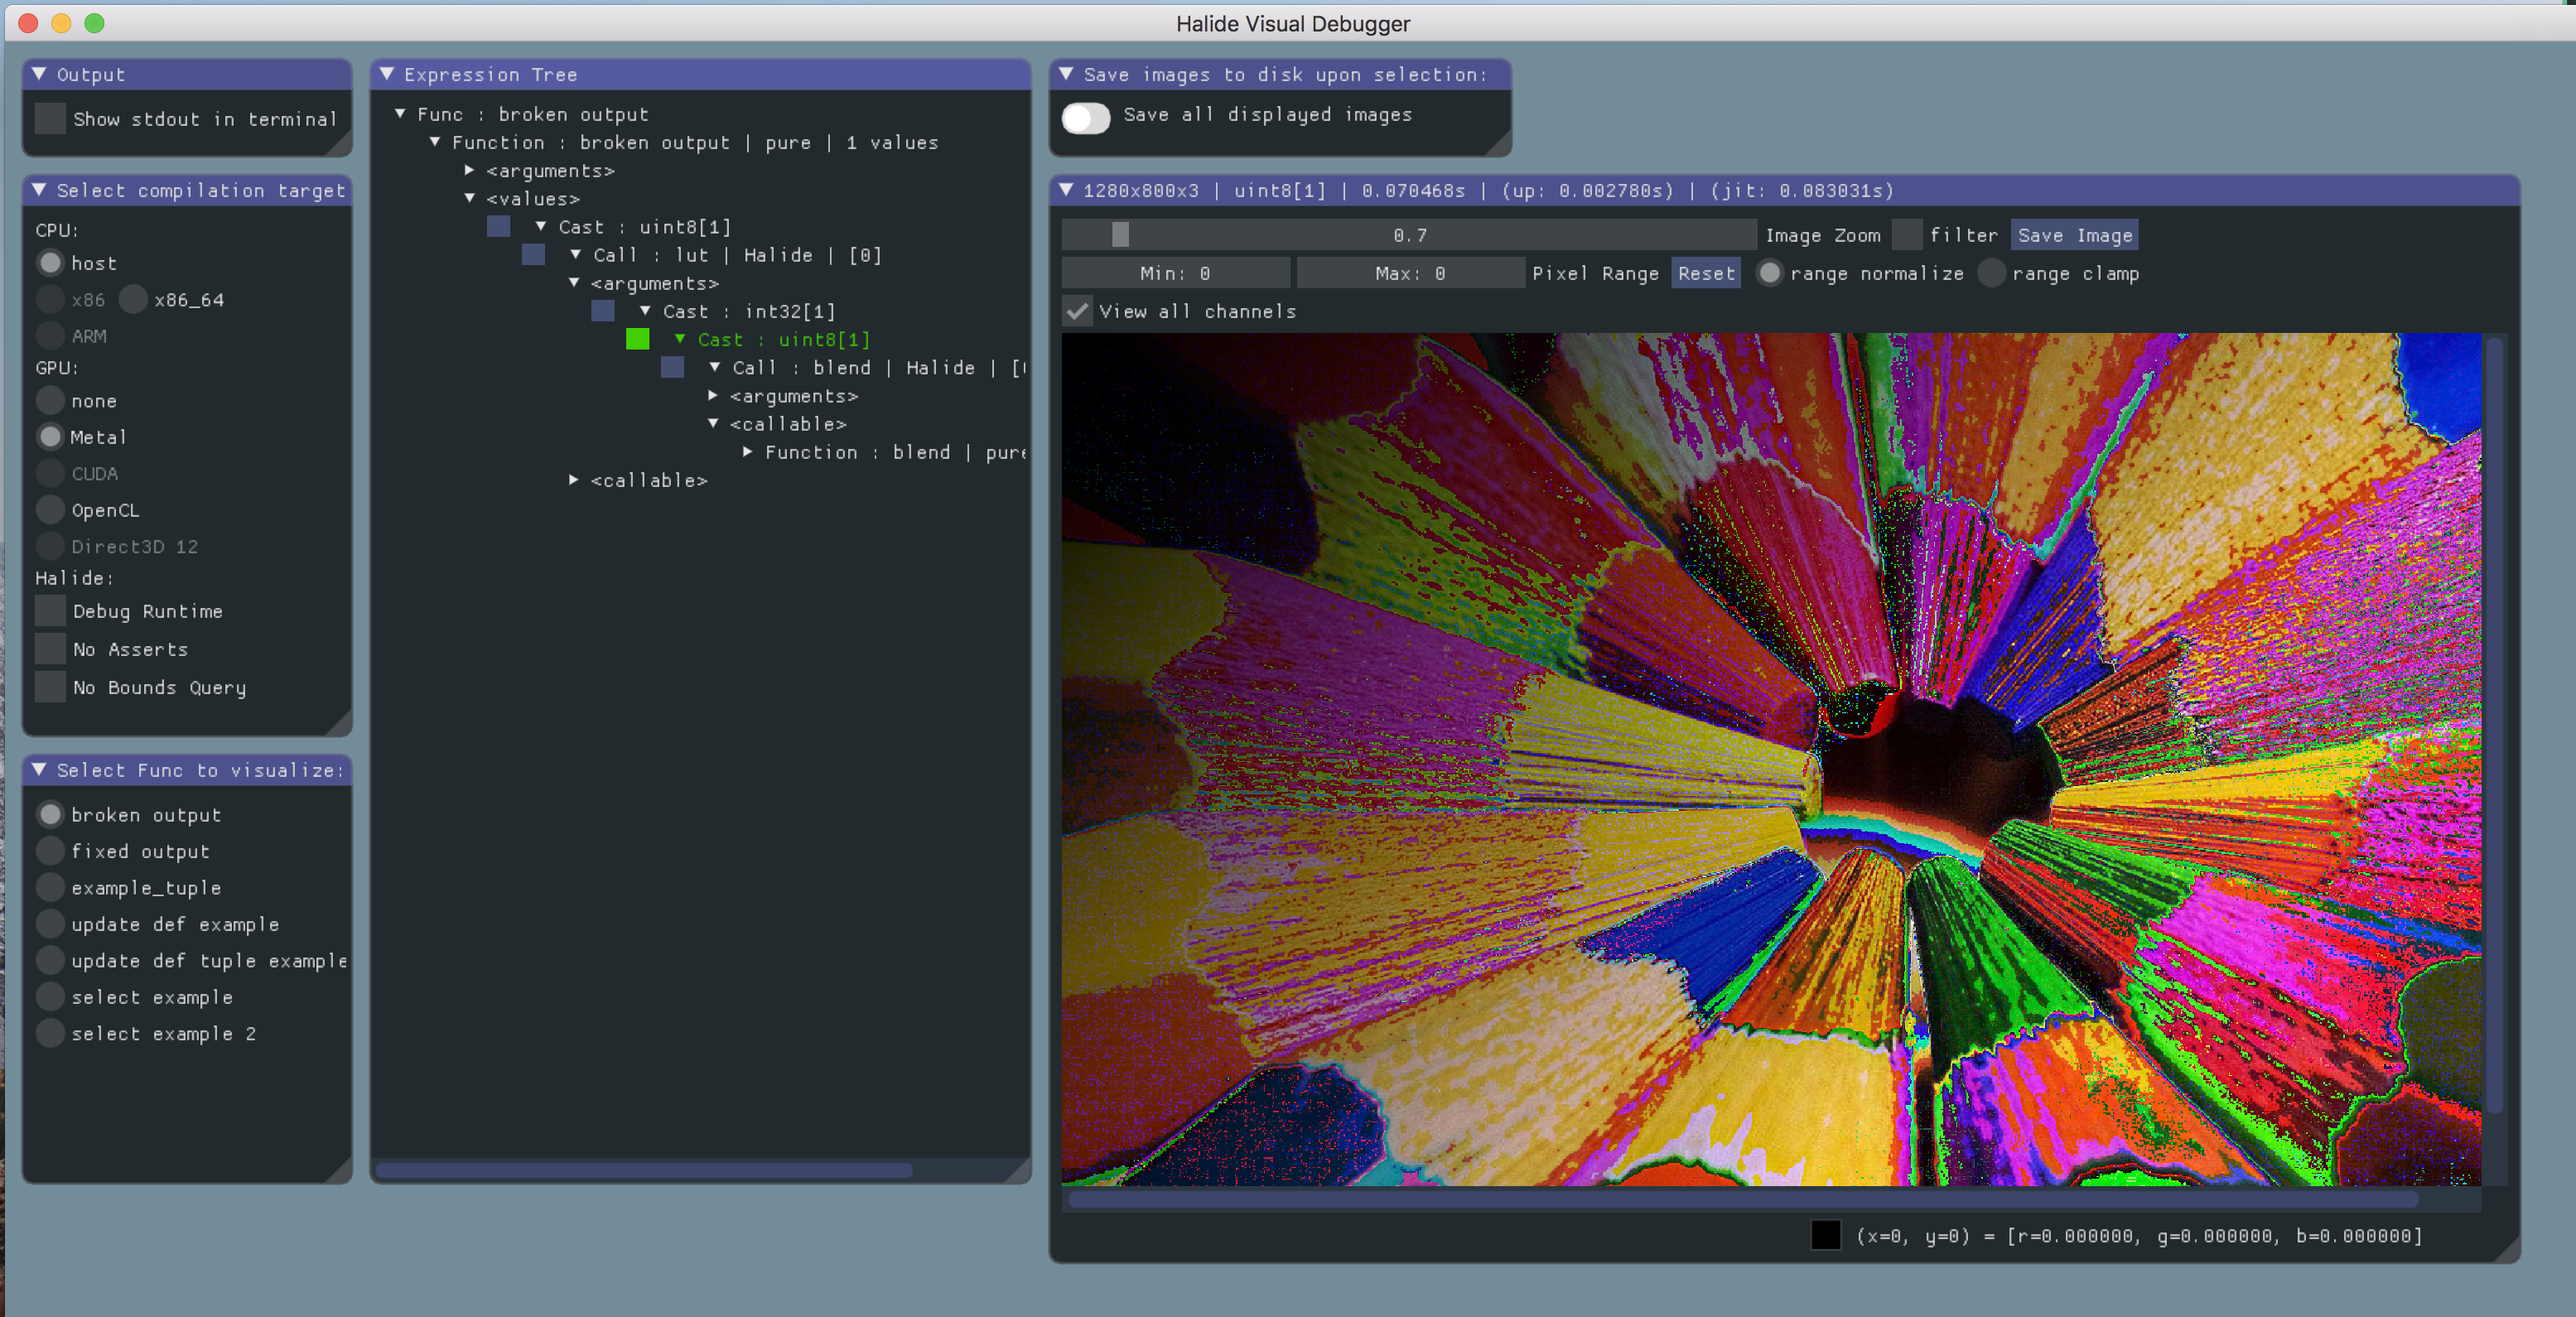 Halide Visual Debugger
Output
Show stdout in terminal
Select compilation target
CPU:
host
x86 x86_64
ARM
GPU:
none
Metal
CUDA
OpenCL
Direct3D 12
Halide:
Debug Runtime
No Asserts
No Bounds Query
Select Func to visualize:
broken output
fixed output
example_tuple
update def example
update def tuple example
select example
select example 2
Expression Tree
Func : broken output
Function : broken output | pure | 1 values
<arguments>
<values>
Cast : uint8[1]
Call : lut | Halide | [0]
<arguments>
Cast : int32[1]
Cast : uint8[1]
Call : blend | Halide | [
<arguments>
<callable>
Function : blend | pure
<callable>
Save images to disk upon selection:
Save all displayed images
1280x800x3 | uint8[1] | 0.070468s | (up: 0.002780s) | (jit: 0.083031s)
0.7 Image Zoom filter Save Image
Min: 0 Max: 0 Pixel Range Reset range normalize range clamp
View all channels
(x=0, y=0) = [r=0.000000, g=0.000000, b=0.000000]